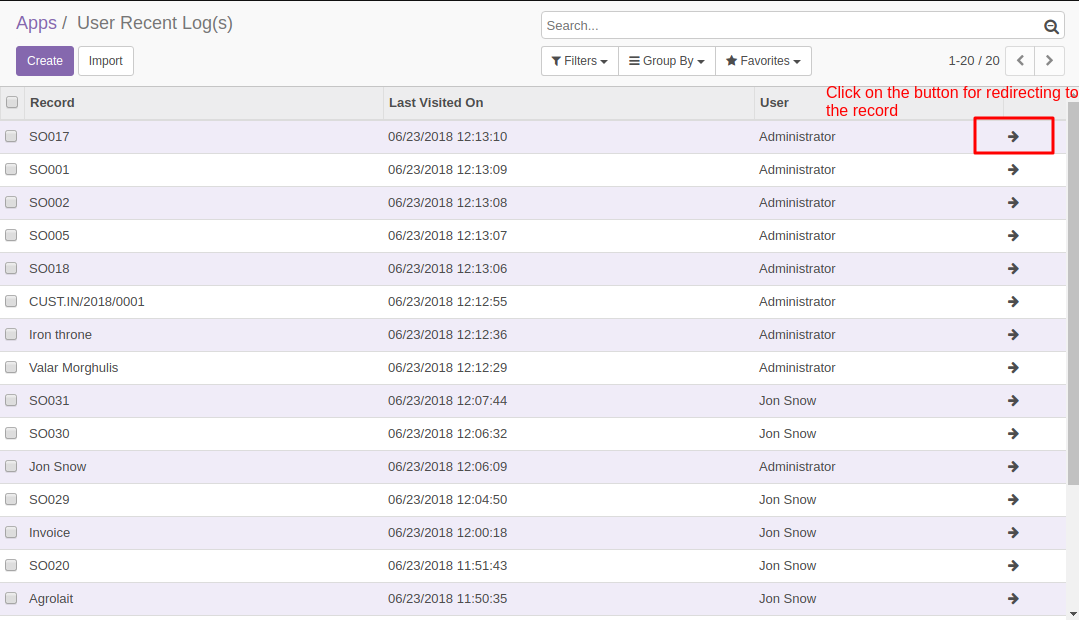 Apps / User Recent Log(s)
Search...
Create Import
Filters Group By Favorites 1-20 / 20
Click on the button for redirecting to
the record
Record Last Visited On User
SO017 06/23/2018 12:13:10 Administrator
SO001 06/23/2018 12:13:09 Administrator
SO002 06/23/2018 12:13:08 Administrator
SO005 06/23/2018 12:13:07 Administrator
SO018 06/23/2018 12:13:06 Administrator
CUST.IN/2018/0001 06/23/2018 12:12:55 Administrator
Iron throne 06/23/2018 12:12:36 Administrator
Valar Morghulis 06/23/2018 12:12:29 Administrator
SO031 06/23/2018 12:07:44 Jon Snow
SO030 06/23/2018 12:06:32 Jon Snow
Jon Snow 06/23/2018 12:06:09 Administrator
SO029 06/23/2018 12:04:50 Jon Snow
Invoice 06/23/2018 12:00:18 Jon Snow
SO020 06/23/2018 11:51:43 Jon Snow
Agrolait 06/23/2018 11:50:35 Jon Snow